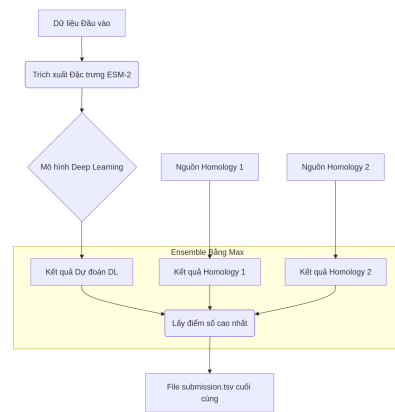 Dữ liệu Đầu vào
Trích xuất Đặc trưng ESM-2
Mô hình Deep Learning
Nguồn Homology 1
Nguồn Homology 2
Ensemble Bằng Max
Kết quả Dự đoán DL
Kết quả Homology 1
Kết quả Homology 2
Lấy điểm số cao nhất
File submission.tsv cuối
cùng